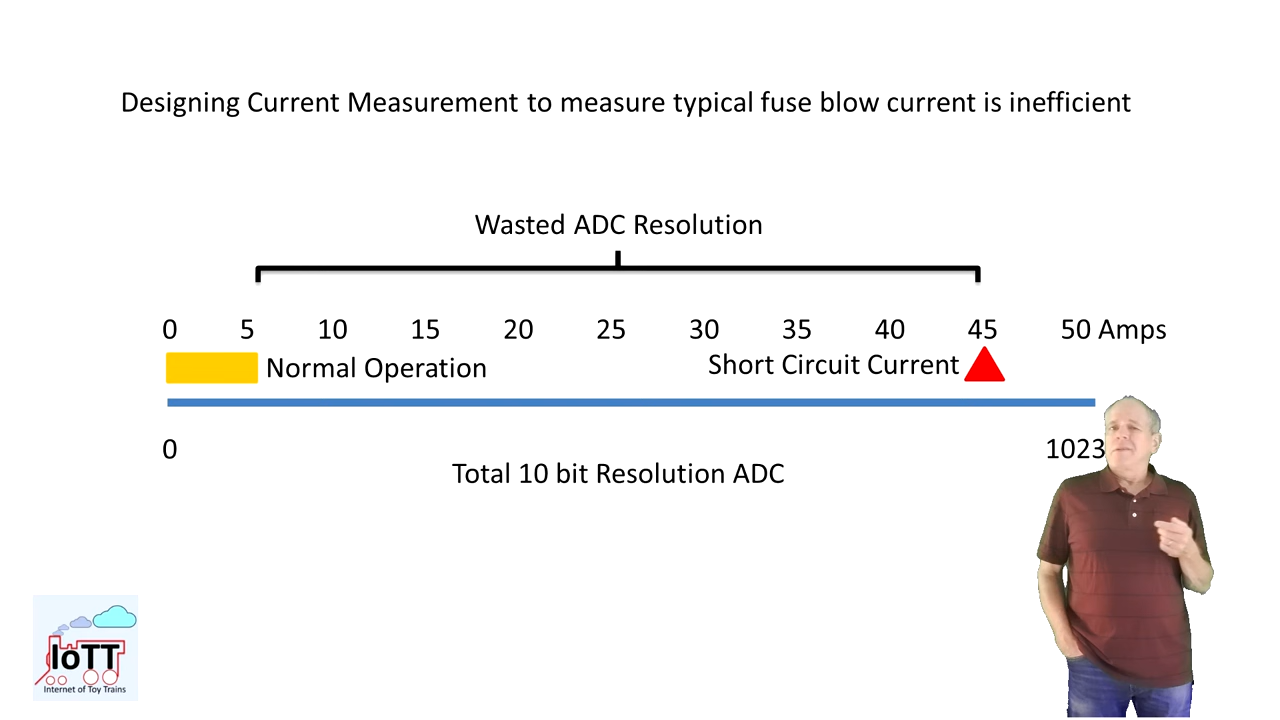 Designing Current Measurement to measure typical fuse blow current is inefficient
Wasted ADC Resolution
0 5 10 15 20 25 30 35 40 45 50 Amps
Normal Operation
Short Circuit Current
0 1023
Total 10 bit Resolution ADC
IoTT
Internet of Toy Trains